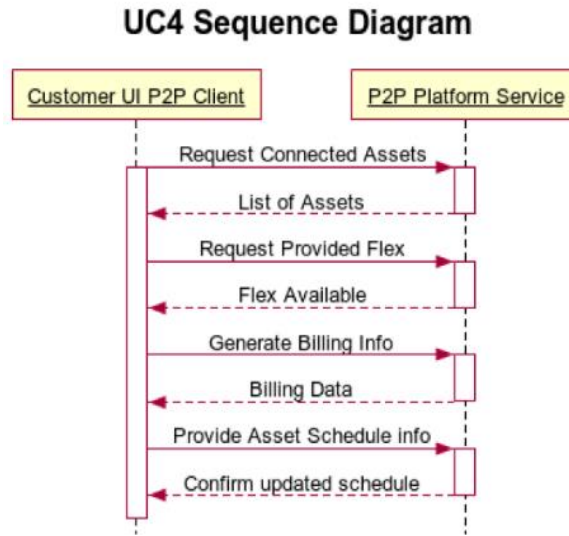 UC4 Sequence Diagram
Customer UI P2P Client
P2P Platform Service
Request Connected Assets
List of Assets
Request Provided Flex
Flex Available
Generate Billing Info
Billing Data
Provide Asset Schedule info
Confirm updated schedule